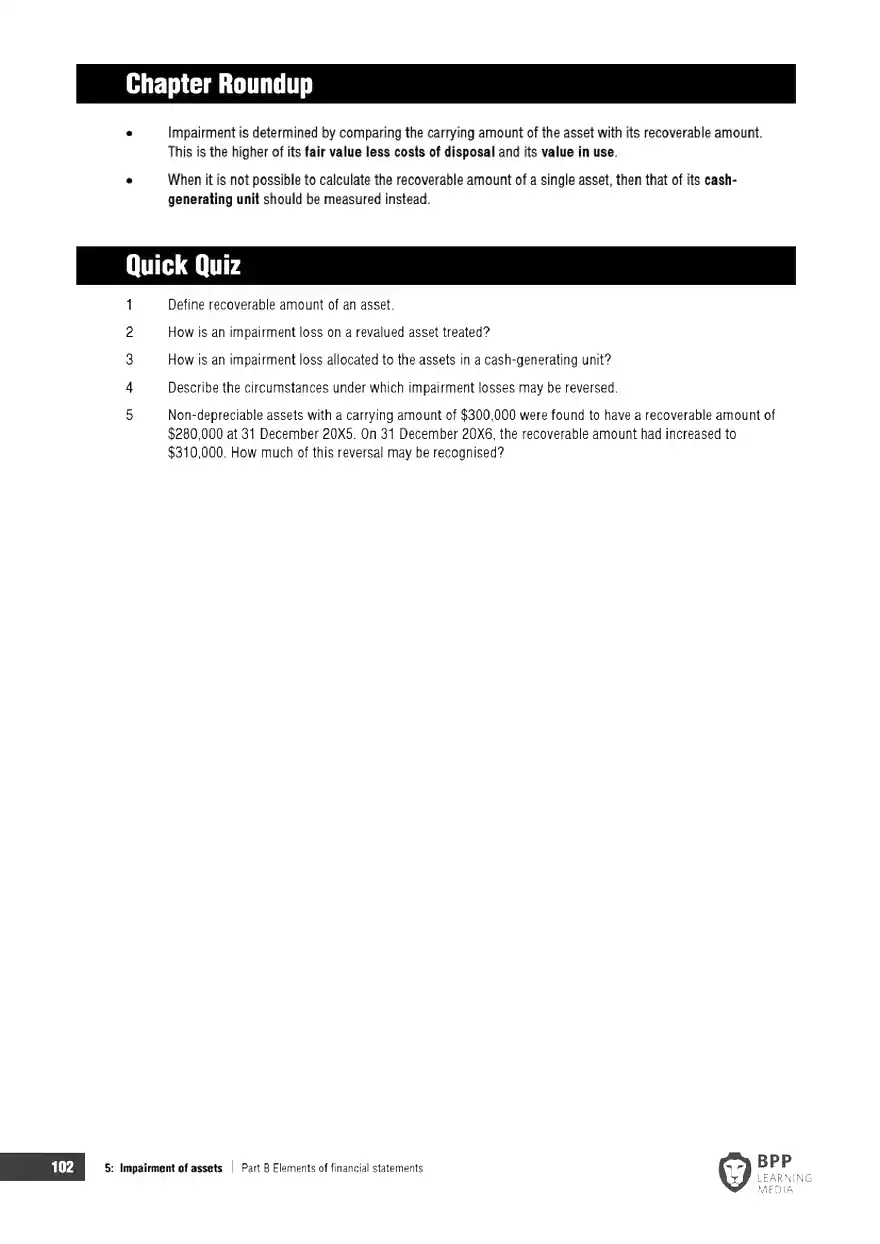 Chapter Roundup
• Impairment is determined by comparing the carrying amount of the asset with its recoverable amount.
This is the higher of its fair value less costs of disposal and its value in use.
• When it is not possible to calculate the recoverable amount of a single asset, then that of its cash-
generating unit should be measured instead.
Quick Quiz
1 Define recoverable amount of an asset.
2 How is an impairment loss on a revalued asset treated?
3 How is an impairment loss allocated to the assets in a cash-generating unit?
4 Describe the circumstances under which impairment losses may be reversed.
5 Non-depreciable assets with a carrying amount of $300,000 were found to have a recoverable amount of
$280,000 at 31 December 20X5. On 31 December 20X6, the recoverable amount had increased to
$310,000. How much of this reversal may be recognised?
102 5: Impairment of assets | Part B Elements of financial statements
BPP
LEARNING
MEDIA